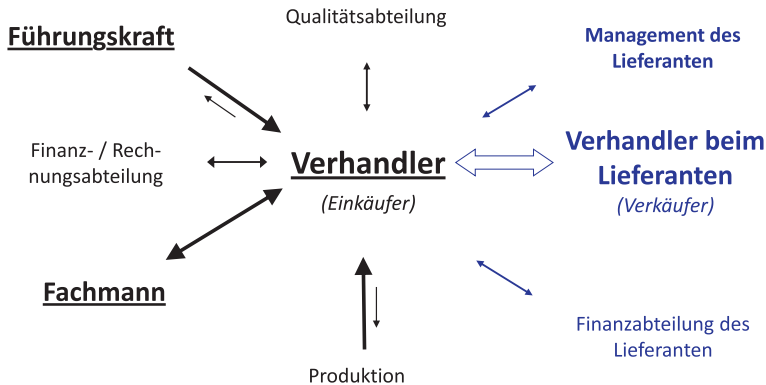 Qualitätsabteilung
Führungskraft
Management des
Lieferanten
Finanz- / Rech-
nungsabteilung
Verhandler
(Einkäufer)
Verhandler beim
Lieferanten
(Verkäufer)
Fachmann
Produktion
Finanzabteilung des
Lieferanten